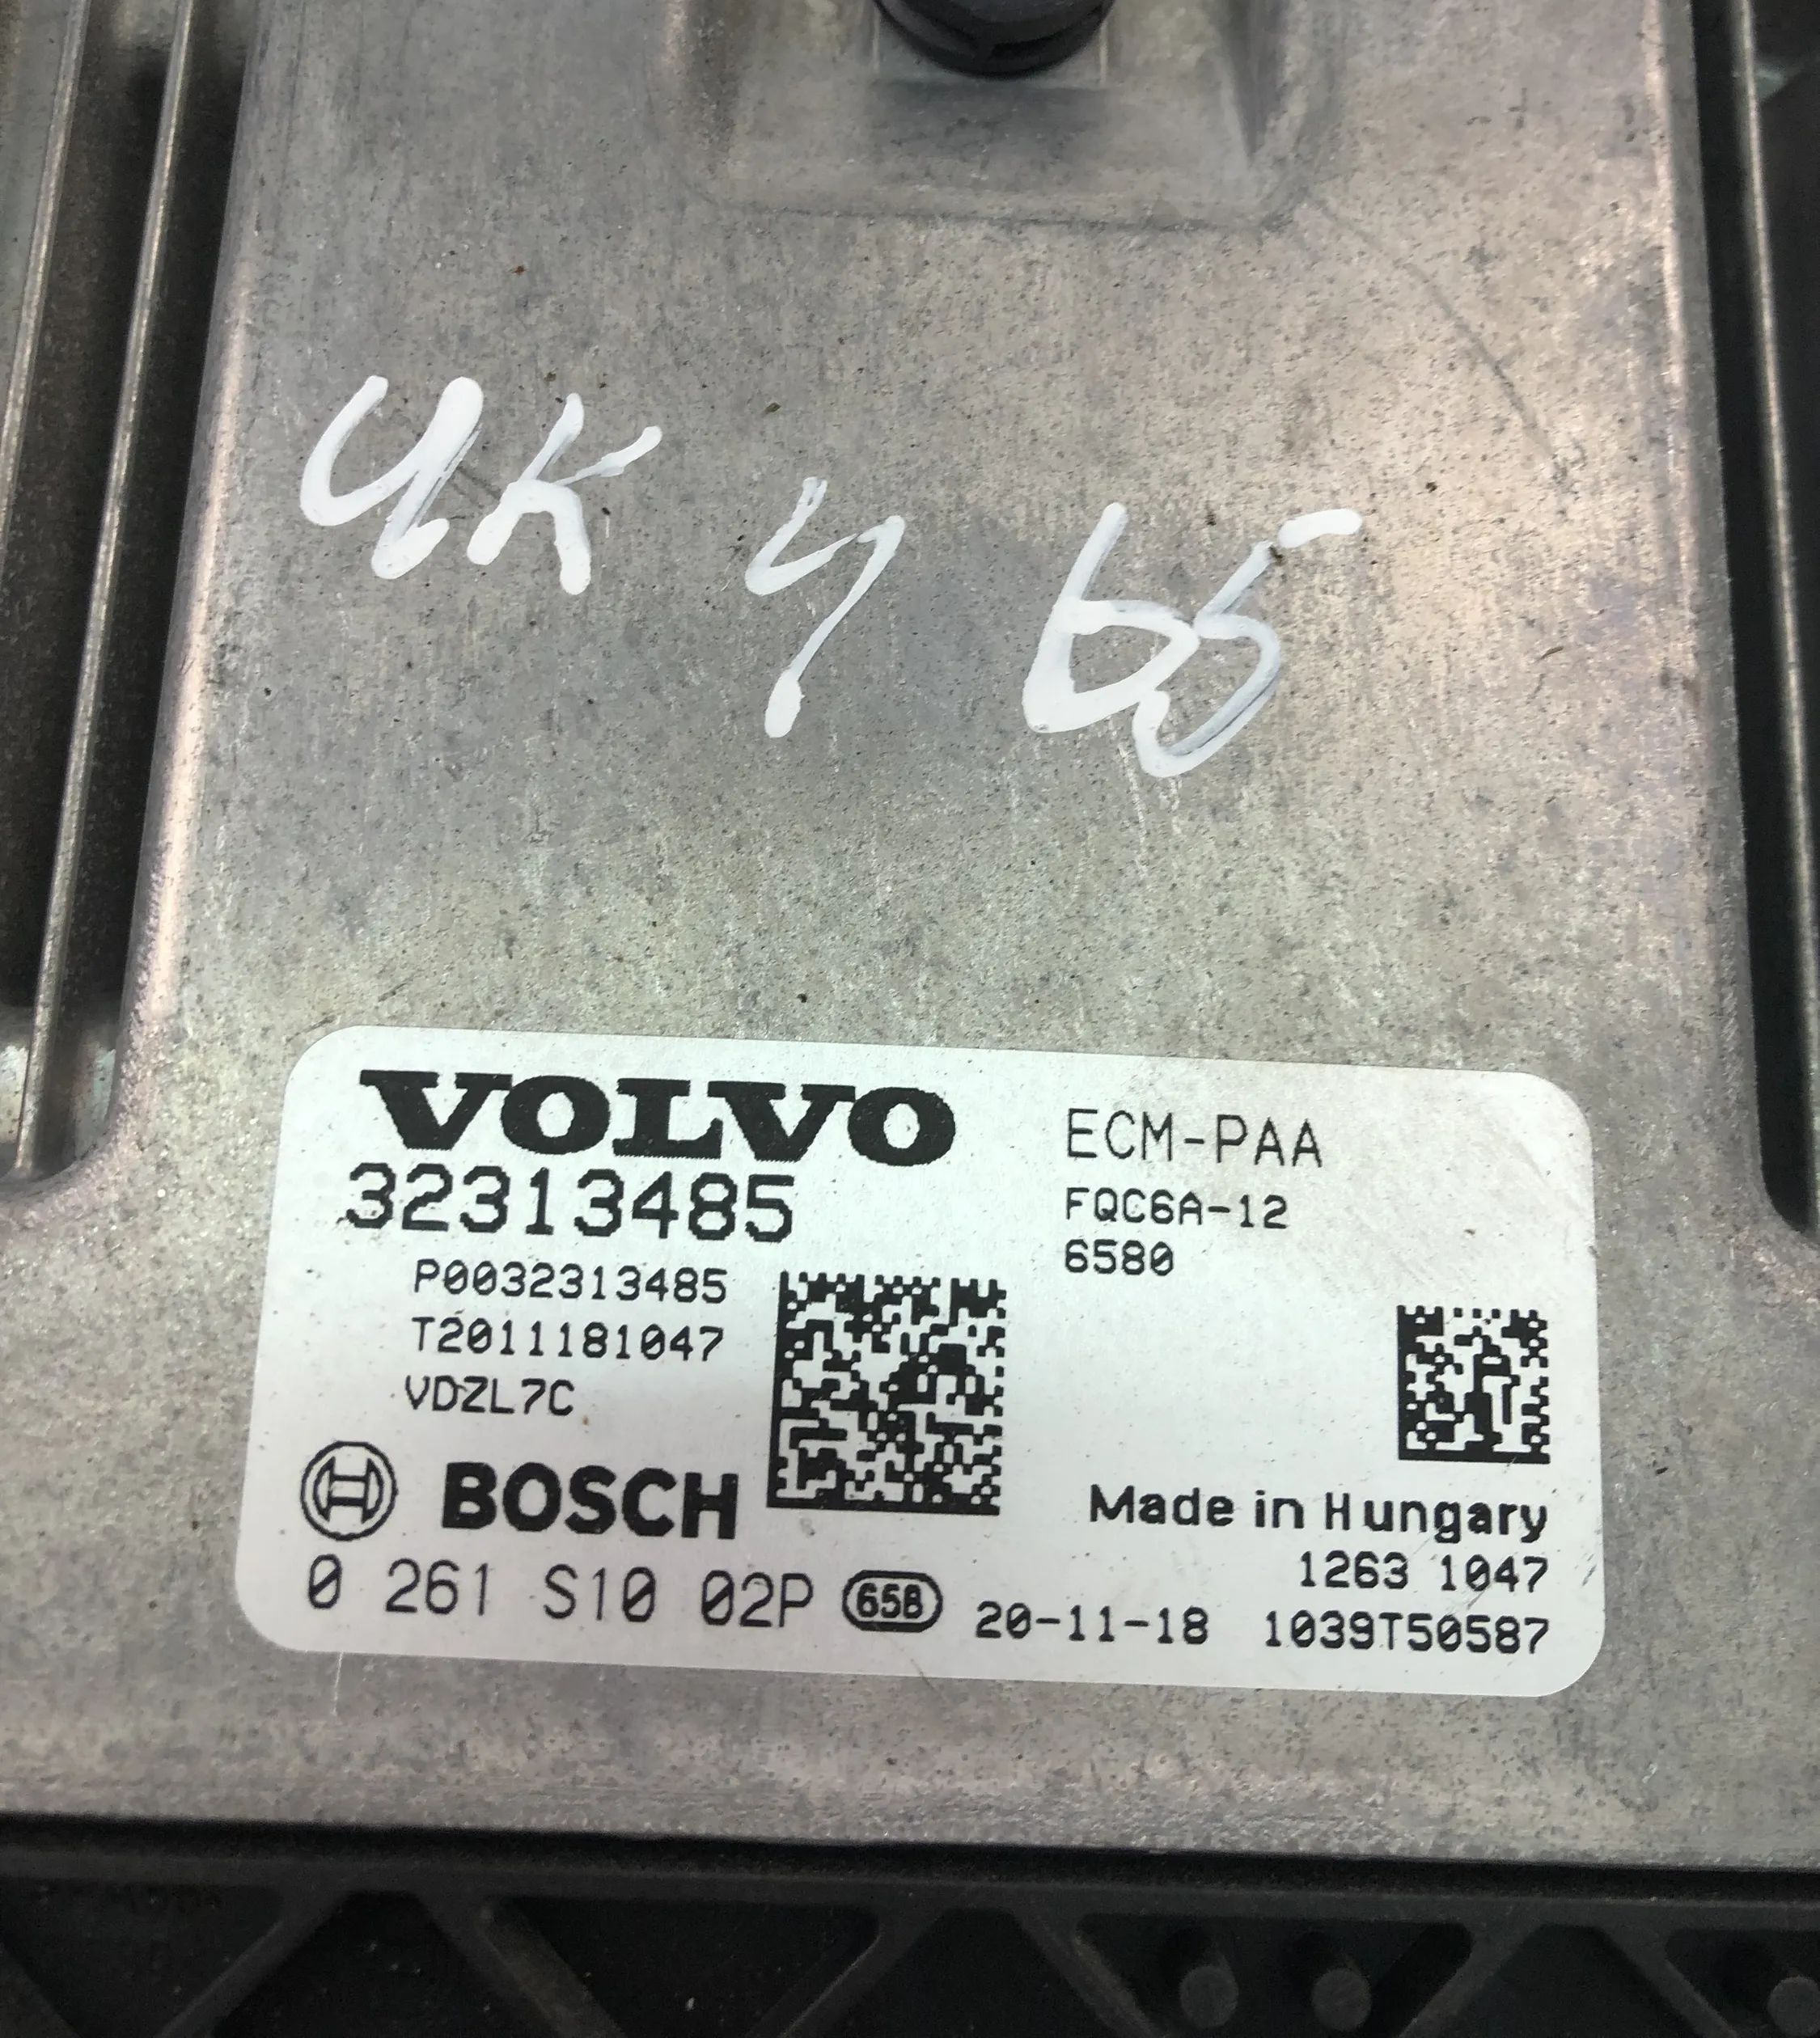 4K 4 65
VOLVO
32313485
P0032313485
T2011181047
VDZL7C
BOSCH
0 261 S10 02P 65B
ECM-PAA
FQC6A-12
6580
Made in Hungary
1263 1047
20-11-18 1039T50587